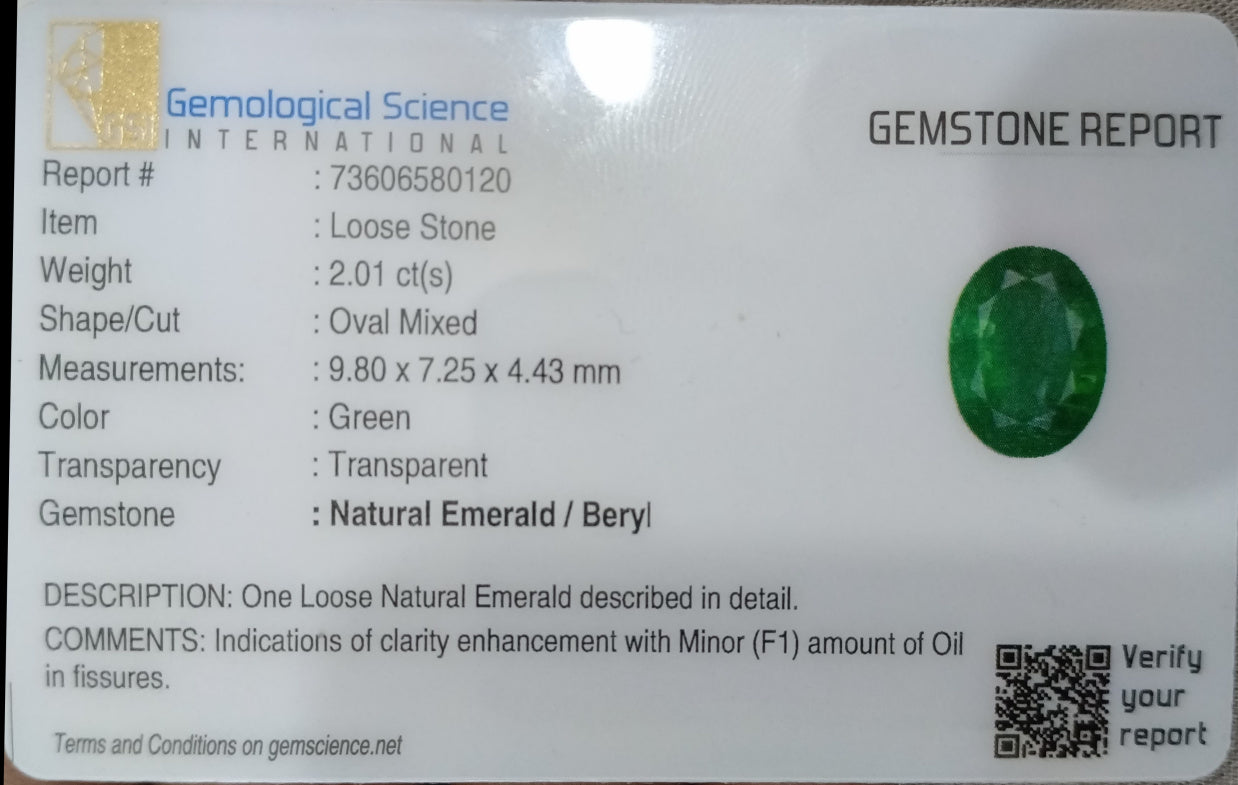 GSI
Gemological Science
INTERNATIONAL
GEMSTONE REPORT
Report # : 73606580120
Item : Loose Stone
Weight : 2.01 ct(s)
Shape/Cut : Oval Mixed
Measurements: : 9.80 x 7.25 x 4.43 mm
Color : Green
Transparency : Transparent
Gemstone : Natural Emerald / Beryl
DESCRIPTION: One Loose Natural Emerald described in detail.
COMMENTS: Indications of clarity enhancement with Minor (F1) amount of Oil
in fissures.
Terms and Conditions on gemscience.net
Verify
your
report